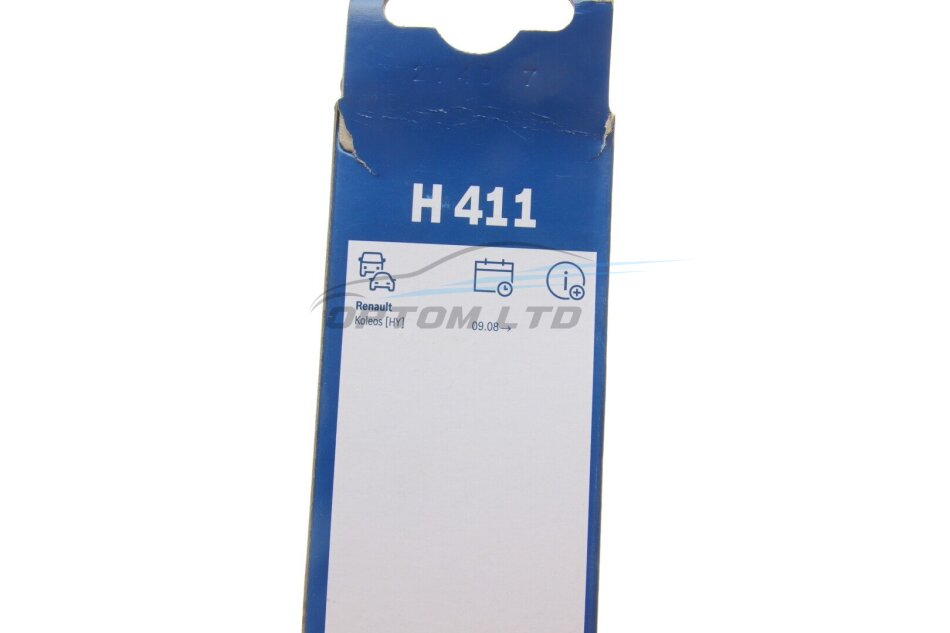 H 411
Renault
Koleos [HY]
09.08→
OPTOM LTD